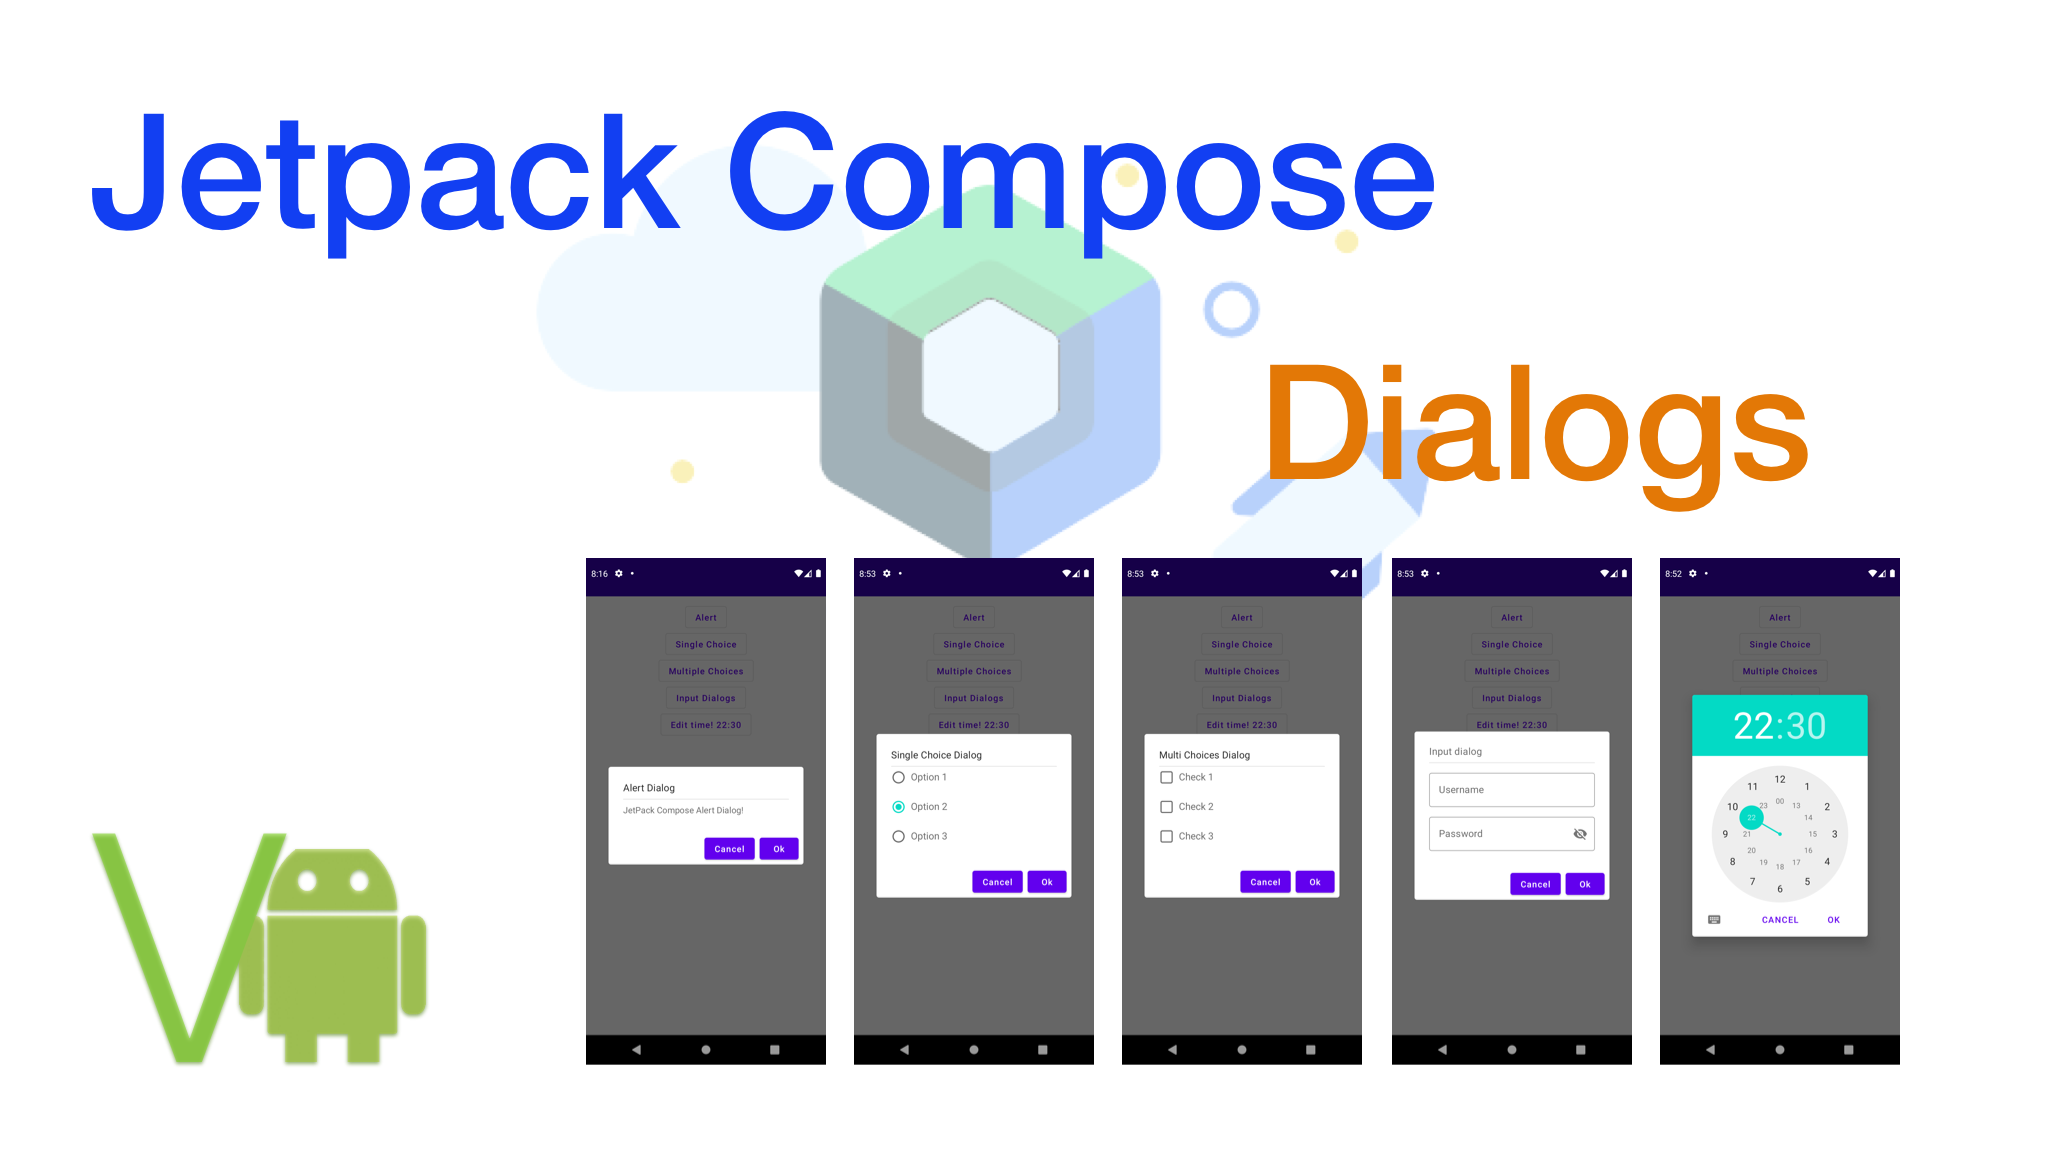 Jetpack Compose
Dialogs
8:16
Alert
Single Choice
Multiple Choices
Input Dialogs
Edit time! 22:30
Alert Dialog
JetPack Compose Alert Dialog!
Cancel Ok
8:53
Alert
Single Choice
Multiple Choices
Input Dialogs
Edit time! 22:30
Single Choice Dialog
Option 1
Option 2
Option 3
Cancel Ok
8:53
Alert
Single Choice
Multiple Choices
Input Dialogs
Edit time! 22:30
Multi Choices Dialog
Check 1
Check 2
Check 3
Cancel Ok
8:53
Alert
Single Choice
Multiple Choices
Input Dialogs
Edit time! 22:30
Input dialog
Username
Password
Cancel Ok
8:52
Alert
Single Choice
Multiple Choices
22:30
12
11 1
00
10 23 13 2
22 14
9 21 15 3
20 16
8 19 17 4
18
7 5
6
CANCEL OK
V